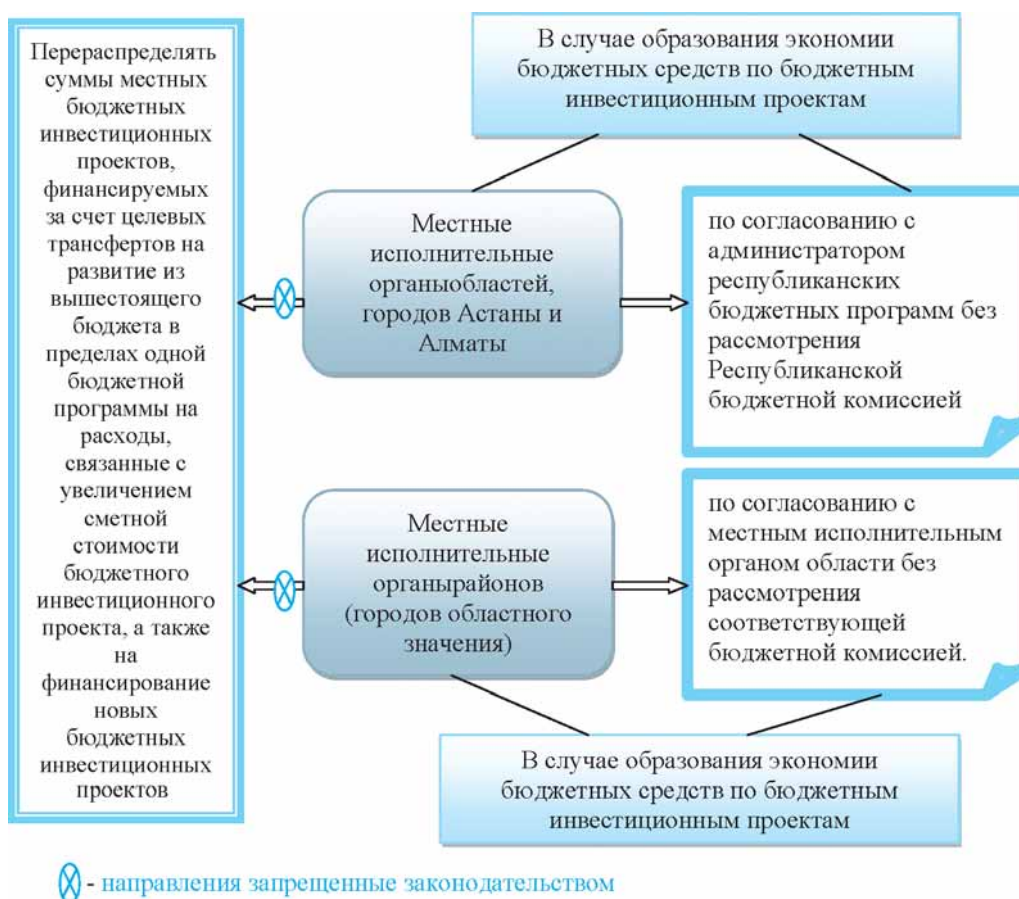 Перераспределять
суммы местных
бюджетных
инвестиционных
проектов,
финансируемых
за счет целевых
трансфертов на
развитие из
вышестоящего
бюджета в
пределах одной
бюджетной
программы на
расходы,
связанные с
увеличением
сметной
стоимости
бюджетного
инвестиционного
проекта, а также
на
финансирование
новых
бюджетных
инвестиционных
проектов
В случае образования экономии
бюджетных средств по бюджетным
инвестиционным проектам
Местные
исполнительные
органыобластей,
городов Астаны и
Алматы
по согласованию с
администратором
республиканских
бюджетных программ без
рассмотрения
Республиканской
бюджетной комиссией
Местные
исполнительные
органырайонов
(городов областного
значения)
по согласованию с
местным исполнительным
органом области без
рассмотрения
соответствующей
бюджетной комиссией.
В случае образования экономии
бюджетных средств по бюджетным
инвестиционным проектам
- направления запрещенные законодательством